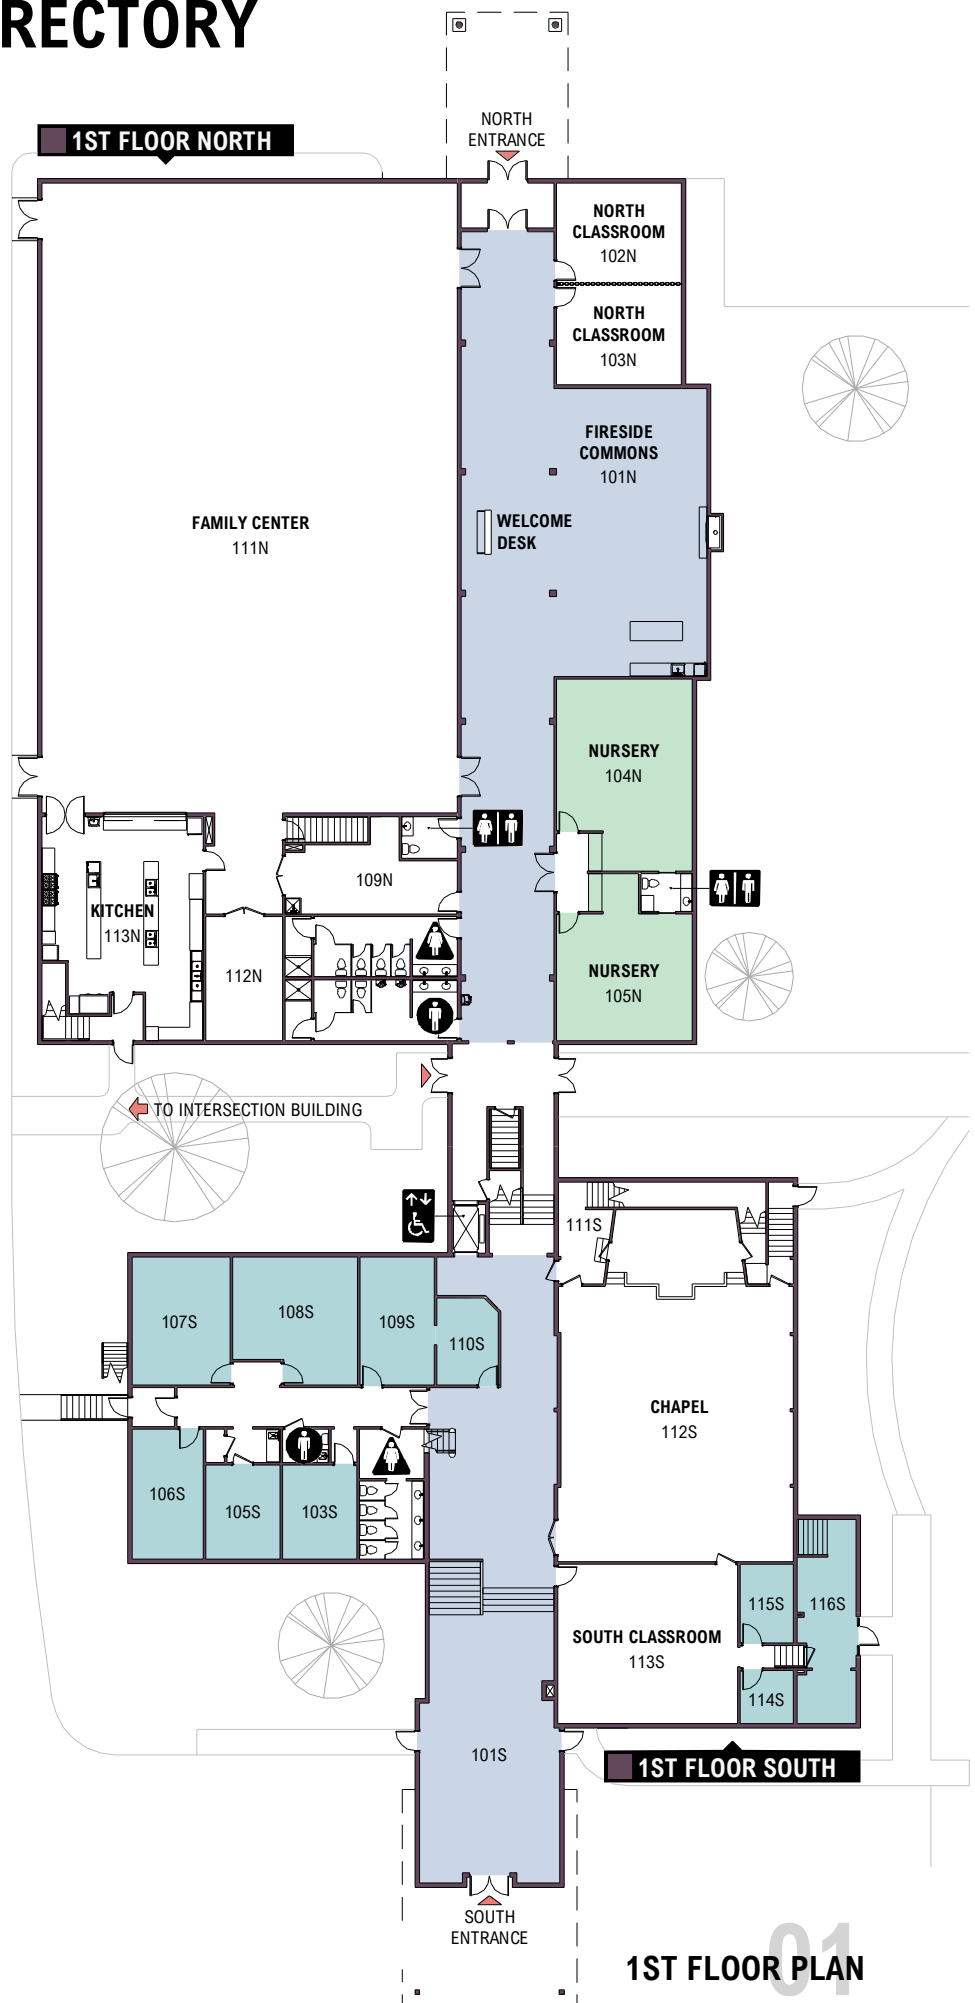 RECTORY
1ST FLOOR NORTH
NORTH
ENTRANCE
NORTH
CLASSROOM
102N
NORTH
CLASSROOM
103N
FIRESIDE
COMMONS
101N
FAMILY CENTER
111N
WELCOME
DESK
NURSERY
104N
109N
KITCHEN
113N
112N
NURSERY
105N
TO INTERSECTION BUILDING
111S
107S
108S
109S
110S
CHAPEL
112S
106S
105S
103S
115S
116S
SOUTH CLASSROOM
113S
114S
101S
1ST FLOOR SOUTH
SOUTH
ENTRANCE
01
1ST FLOOR PLAN